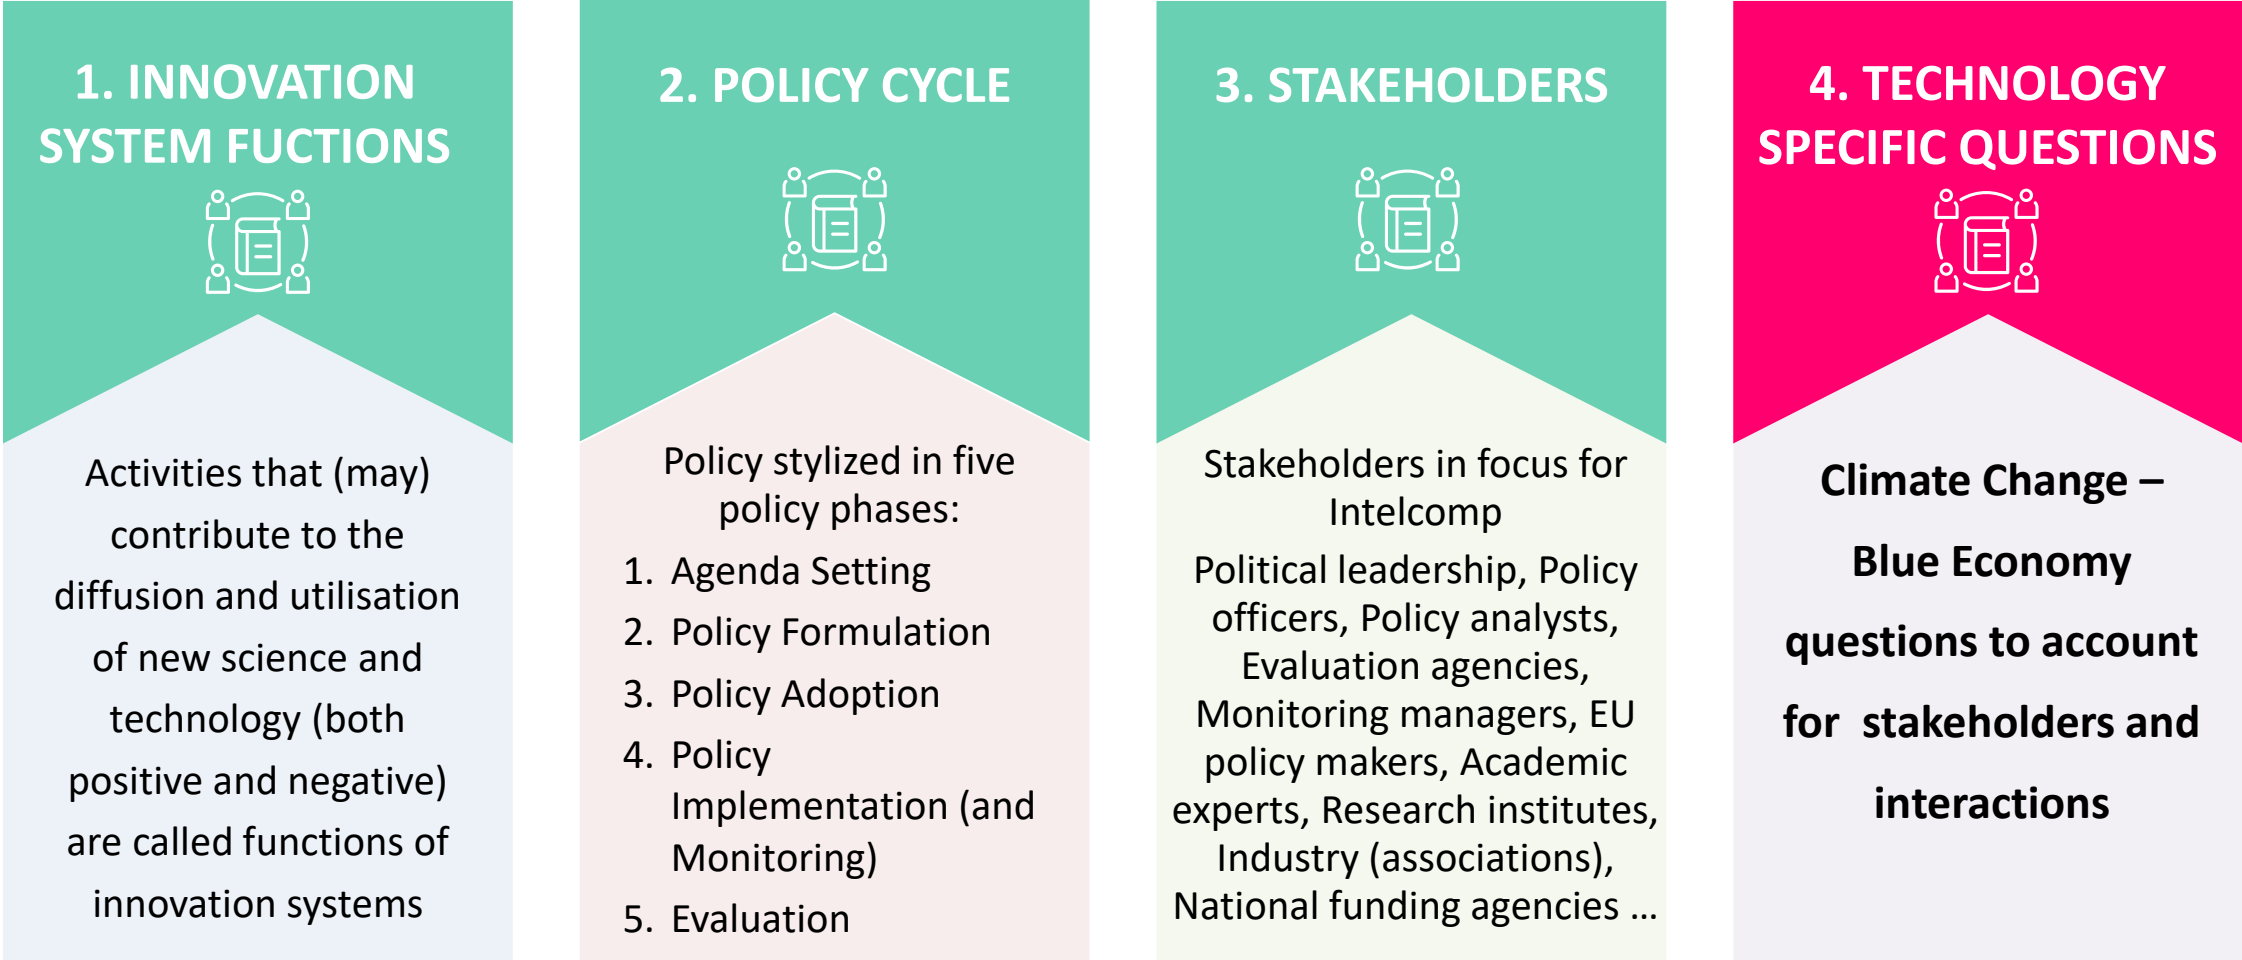 1. INNOVATION
SYSTEM FUCTIONS
Activities that (may)
contribute to the
diffusion and utilisation
of new science and
technology (both
positive and negative)
are called functions of
innovation systems
2. POLICY CYCLE
Policy stylized in five
policy phases:
1. Agenda Setting
2. Policy Formulation
3. Policy Adoption
4. Policy
Implementation (and
Monitoring)
5. Evaluation
3. STAKEHOLDERS
Stakeholders in focus for
Intelcomp
Political leadership, Policy
officers, Policy analysts,
Evaluation agencies,
Monitoring managers, EU
policy makers, Academic
experts, Research institutes,
Industry (associations),
National funding agencies ...
4. TECHNOLOGY
SPECIFIC QUESTIONS
Climate Change –
Blue Economy
questions to account
for  stakeholders and
interactions